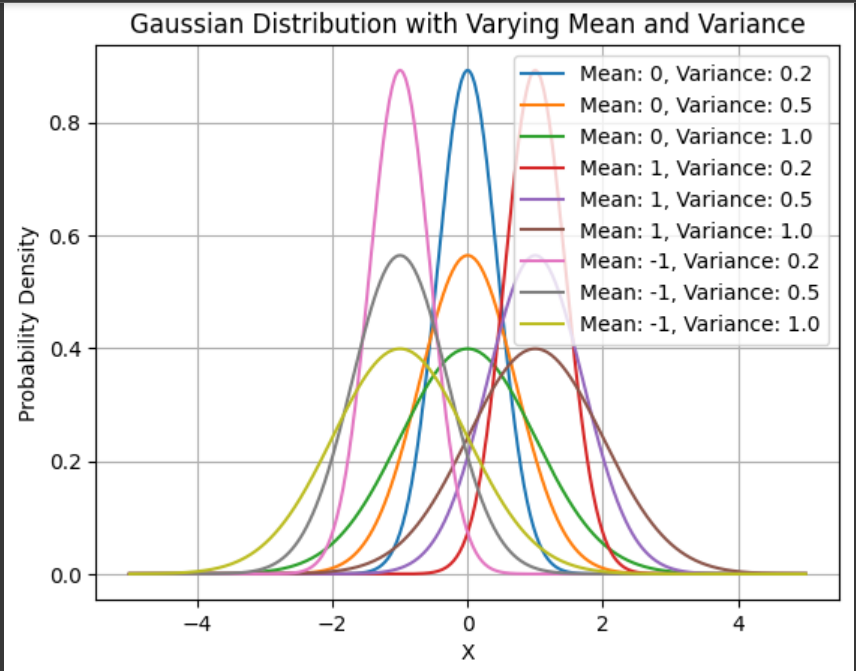 Gaussian Distribution with Varying Mean and Variance
Mean: 0, Variance: 0.2
Mean: 0, Variance: 0.5
Mean: 0, Variance: 1.0
Mean: 1, Variance: 0.2
Mean: 1, Variance: 0.5
Mean: 1, Variance: 1.0
Mean: -1, Variance: 0.2
Mean: -1, Variance: 0.5
Mean: -1, Variance: 1.0
Probability Density
0.8
0.6
0.4
0.2
0.0
−4 −2 0 2 4
X